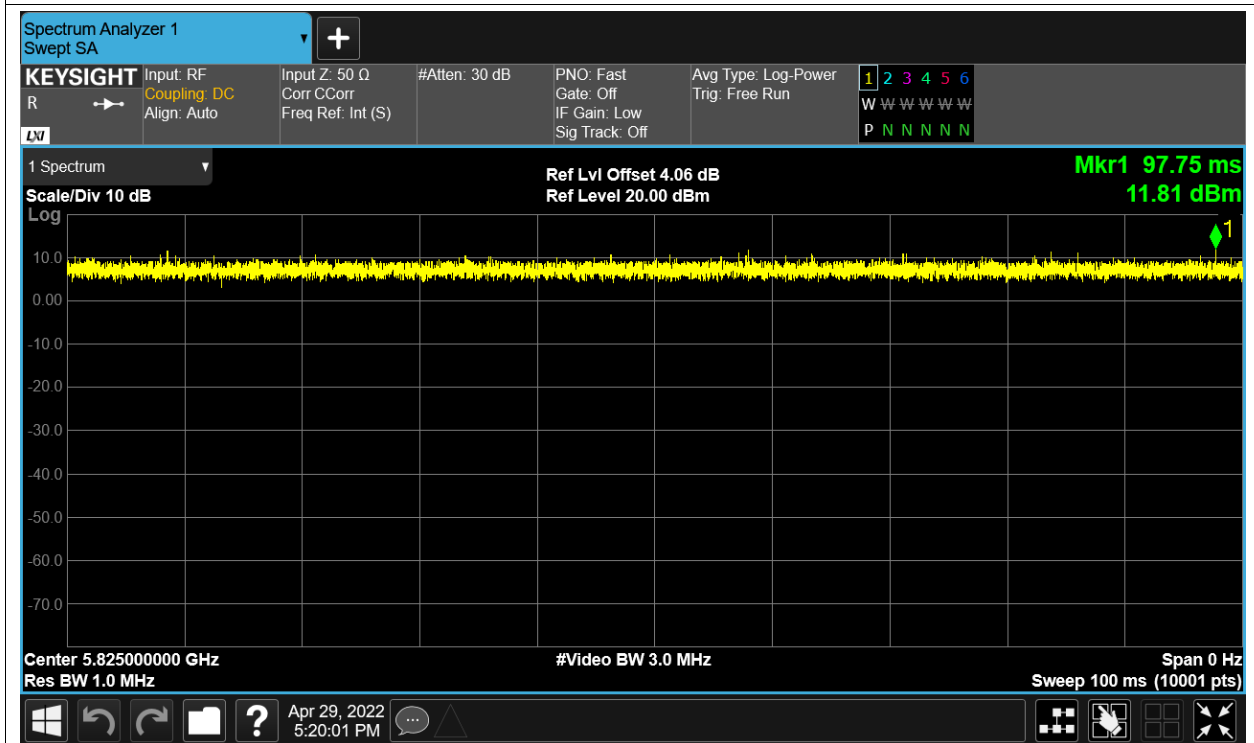 Spectrum Analyzer 1
Swept SA
KEYSIGHT
R
LXI
Input: RF
Coupling: DC
Align: Auto
Input Z: 50 Ω
Corr CCorr
Freq Ref: Int (S)
#Atten: 30 dB
PNO: Fast
Gate: Off
IF Gain: Low
Sig Track: Off
Avg Type: Log-Power
Trig: Free Run
1 2 3 4 5 6
W W W W W W
P N N N N N
1 Spectrum
Scale/Div 10 dB
Log
Ref Lvl Offset 4.06 dB
Ref Level 20.00 dBm
Mkr1 97.75 ms
11.81 dBm
1
10.0
0.00
-10.0
-20.0
-30.0
-40.0
-50.0
-60.0
-70.0
Center 5.825000000 GHz
Res BW 1.0 MHz
#Video BW 3.0 MHz
Span 0 Hz
Sweep 100 ms (10001 pts)
?
Apr 29, 2022
5:20:01 PM